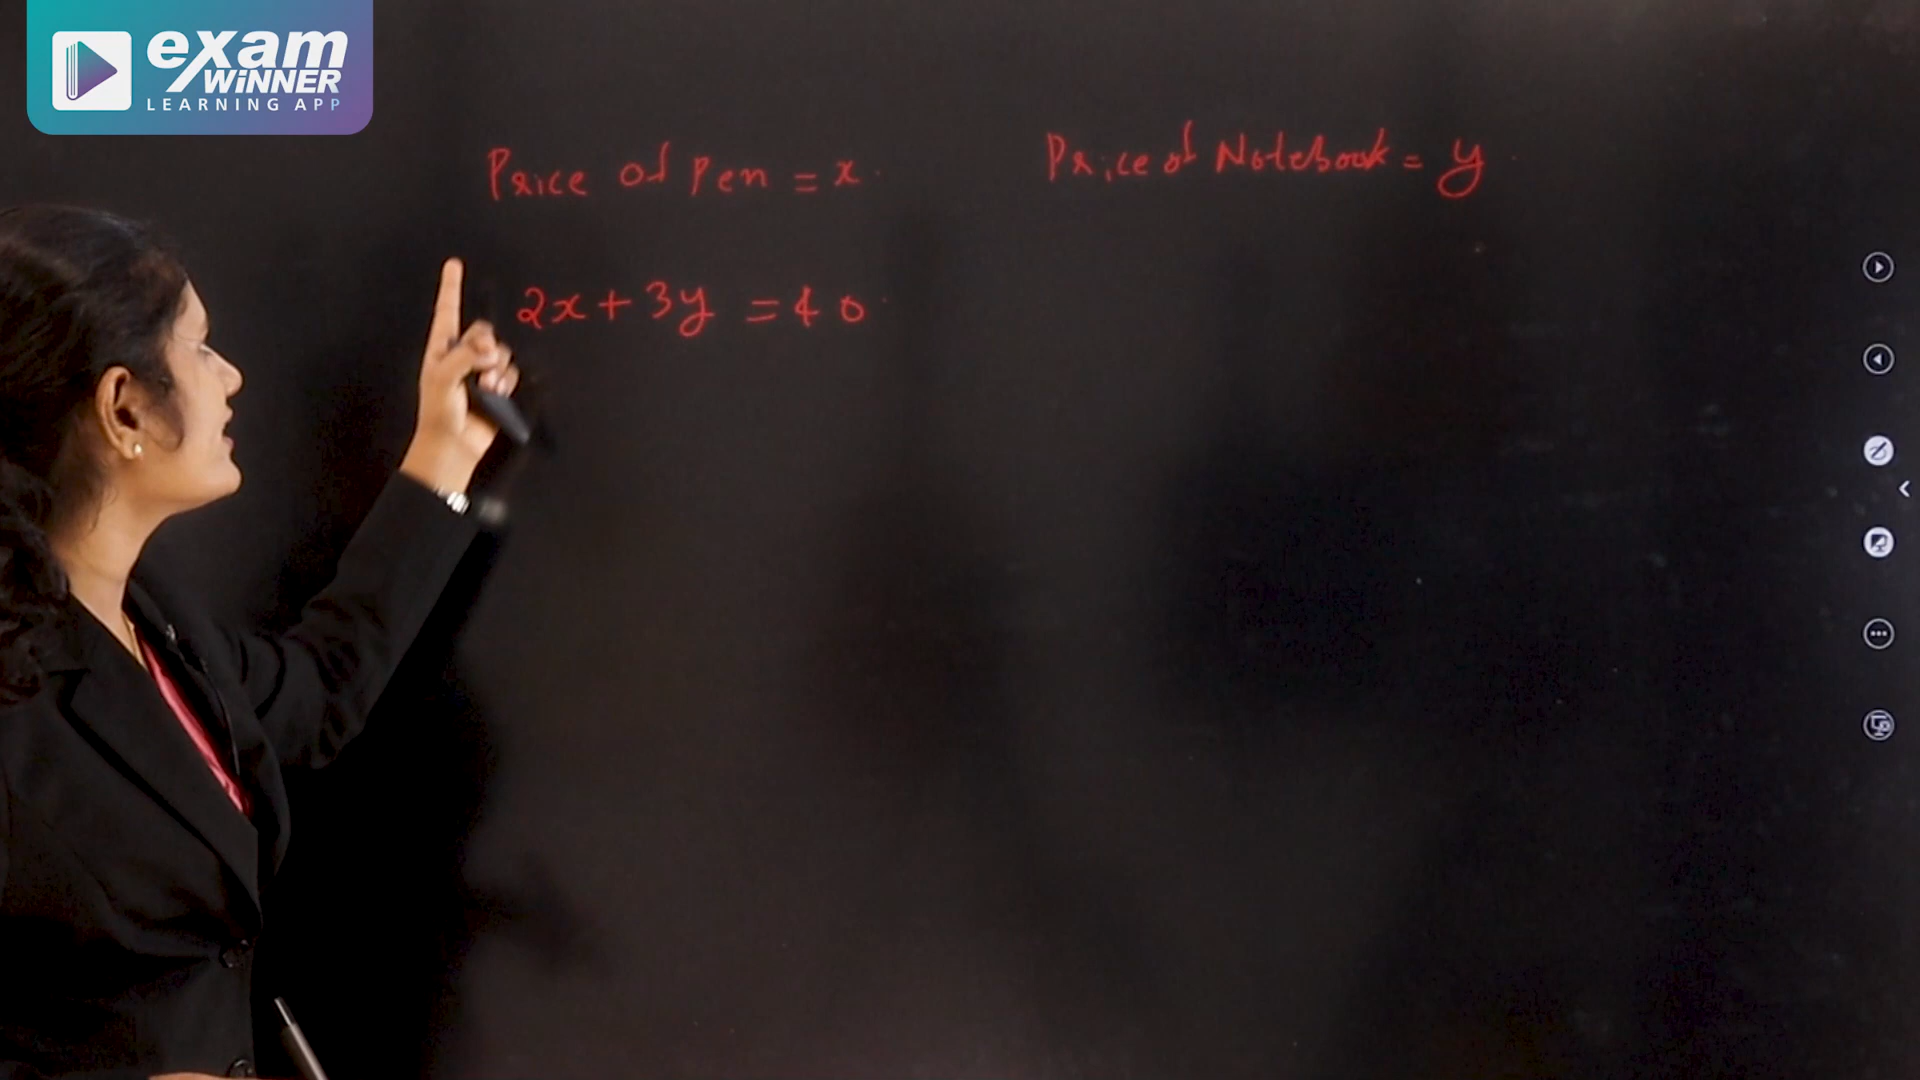 exam
WiNNER
LEARNING APP
Price of Pen = x.
Price of Notebook = y.
2x + 3y = 40